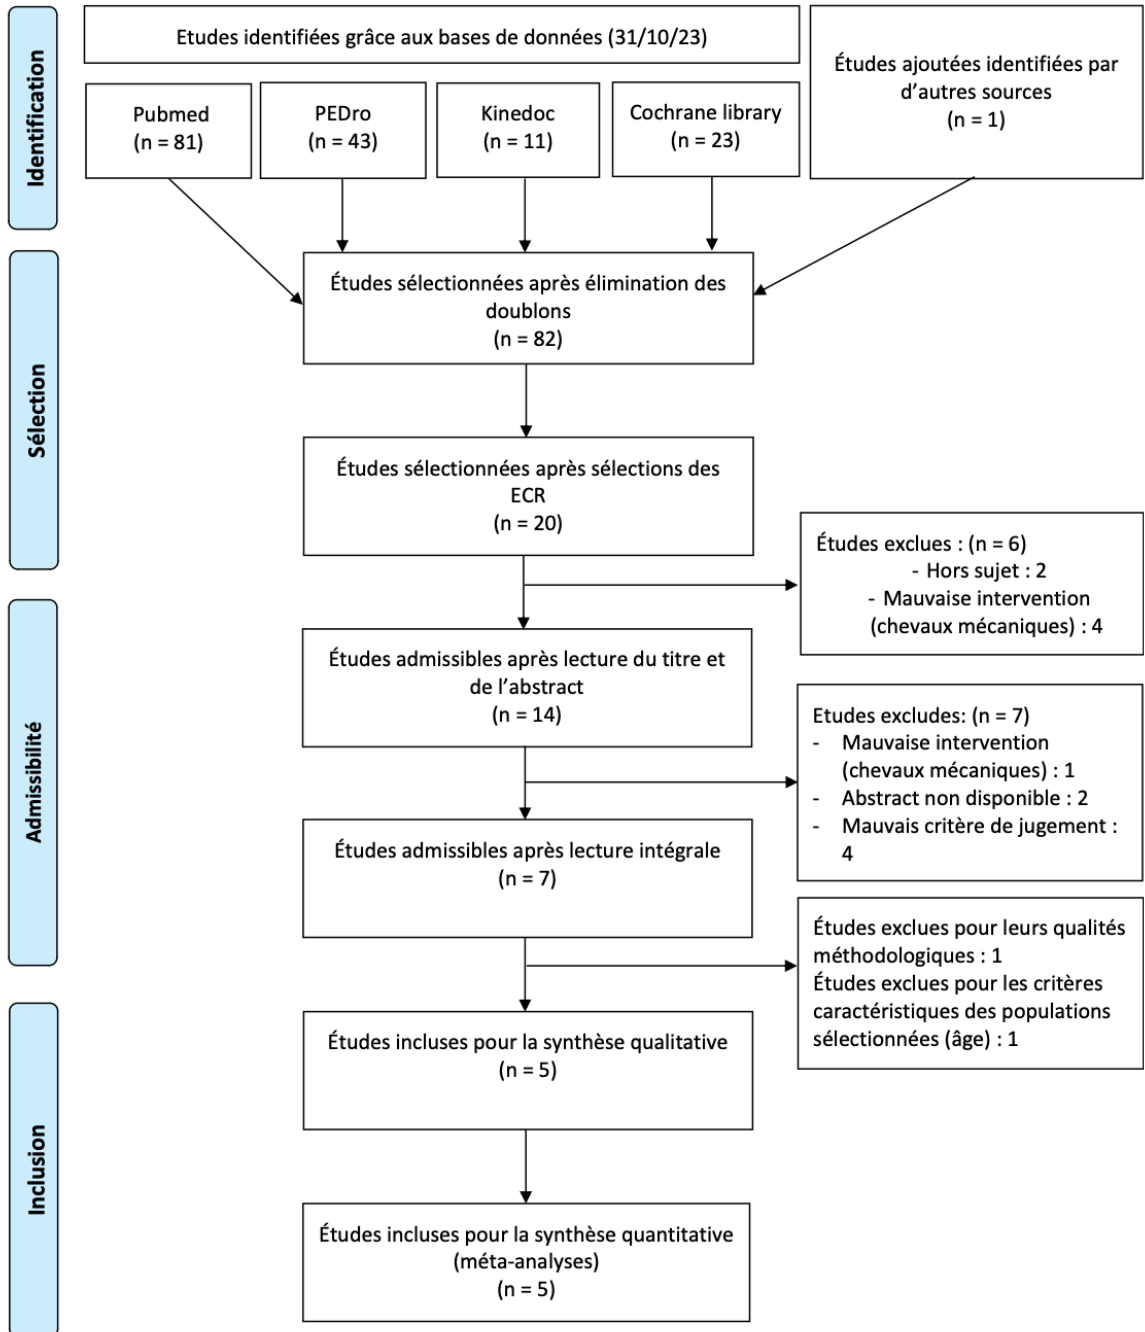 Identification
Etudes identifiées grâce aux bases de données (31/10/23)
Pubmed
(n = 81)
PEDro
(n = 43)
Kinedoc
(n = 11)
Cochrane library
(n = 23)
Études ajoutées identifiées par
d'autres sources
(n = 1)
Sélection
Études sélectionnées après élimination des
doublons
(n = 82)
Études sélectionnées après sélections des
ECR
(n = 20)
Études exclues : (n = 6)
- Hors sujet : 2
- Mauvaise intervention
(chevaux mécaniques) : 4
Admissibilité
Études admissibles après lecture du titre et
de l'abstract
(n = 14)
Etudes excludes: (n = 7)
- Mauvaise intervention
(chevaux mécaniques) : 1
- Abstract non disponible : 2
- Mauvais critère de jugement :
4
Études admissibles après lecture intégrale
(n = 7)
Études exclues pour leurs qualités
méthodologiques : 1
Études exclues pour les critères
caractéristiques des populations
sélectionnées (âge) : 1
Inclusion
Études incluses pour la synthèse qualitative
(n = 5)
Études incluses pour la synthèse quantitative
(méta-analyses)
(n = 5)